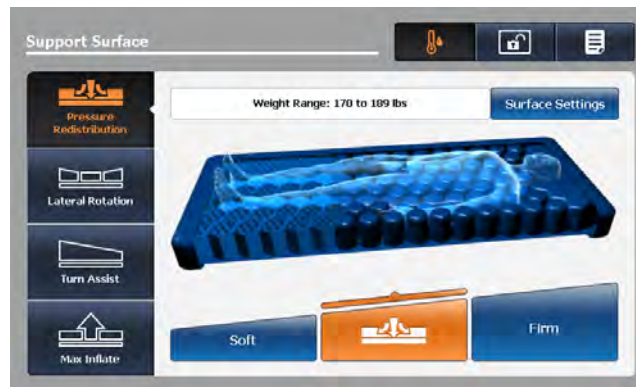 Support Surface
Pressure
Redistribution
Weight Range: 170 to 189 lbs
Surface Settings
Lateral Rotation
Turn Assist
Max Inflate
Soft
Firm